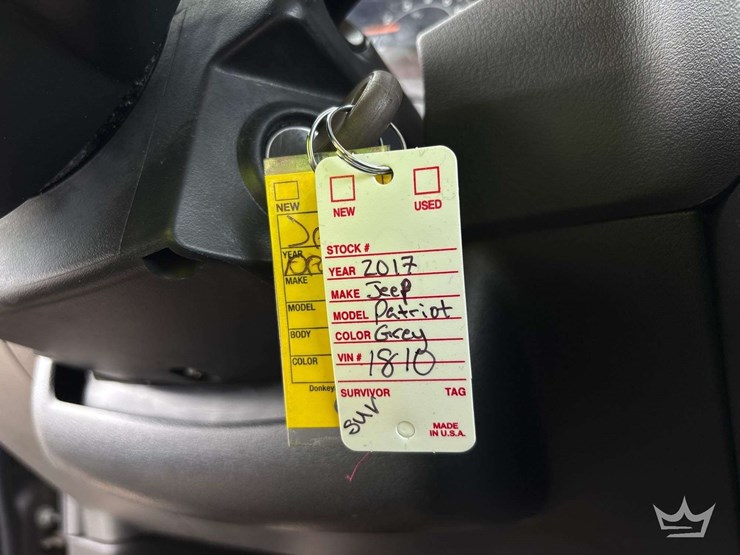 NEW
YEAR
MAKE
MODEL
BODY
COLOR
Donkey
NEW USED
STOCK #
YEAR 2017
MAKE Jeep
MODEL Patriot
COLOR Grey
VIN # 1810
SURVIVOR TAG
SUV
MADE
IN U.S.A.